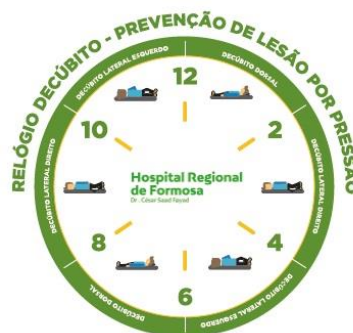 RELÓGIO DECÚBITO - PREVENÇÃO DE LESÃO POR PRESSÃO
DECÚBITO LATERAL ESQUERDO
DECÚBITO DORSAL
12
10
2
DECÚBITO LATERAL DIREITO
Hospital Regional
de Formosa
Dr. César Saad Fayad
DECÚBITO LATERAL DIREITO
8
4
6
DECÚBITO DORSAL
DECÚBITO LATERAL ESQUERDO